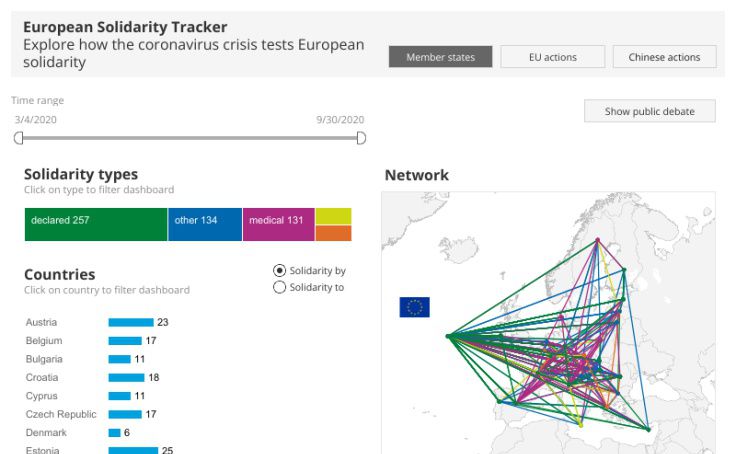 European Solidarity Tracker
Explore how the coronavirus crisis tests European
solidarity
Member states
EU actions
Chinese actions
Time range
3/4/2020
9/30/2020
Show public debate
Solidarity types
Click on type to filter dashboard
declared 257
other 134
medical 131
Network
Countries
Click on country to filter dashboard
Solidarity by
Solidarity to
Austria 23
Belgium 17
Bulgaria 11
Croatia 18
Cyprus 11
Czech Republic 17
Denmark 6
Estonia 25